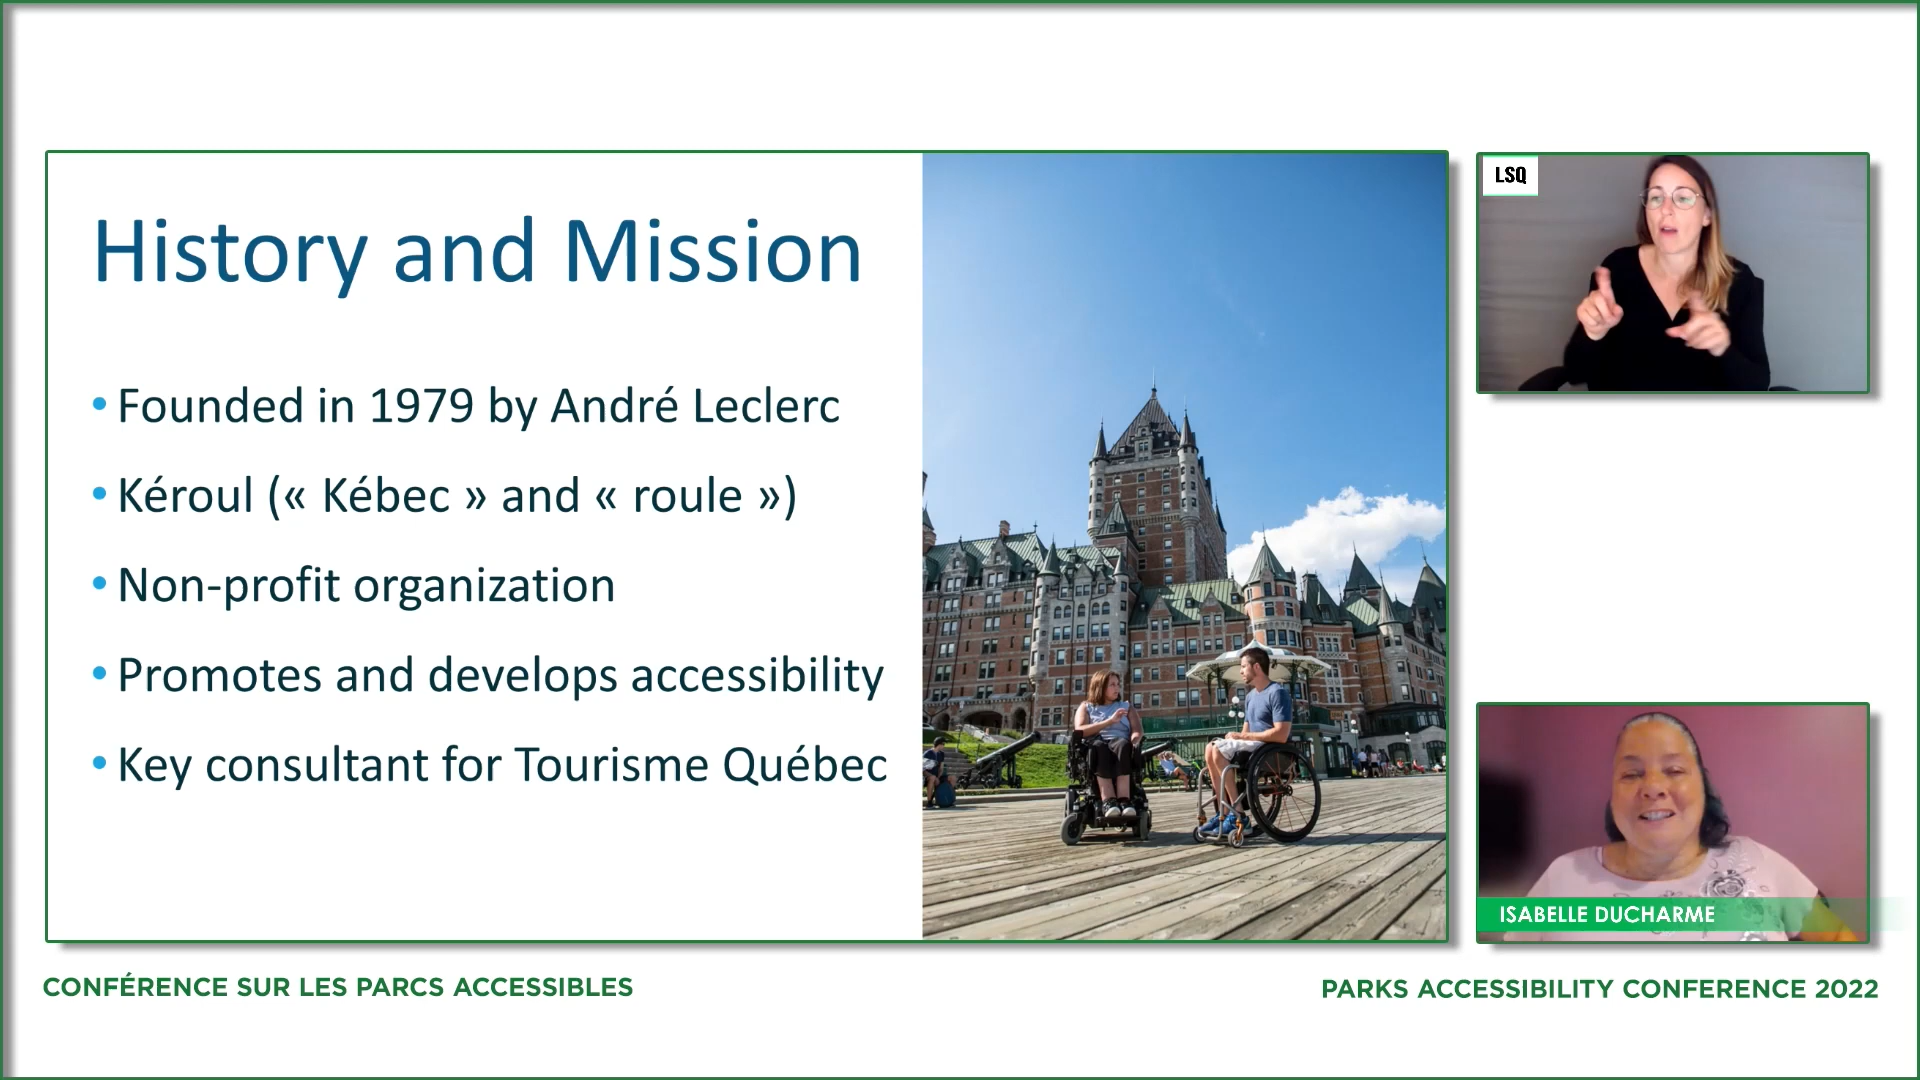 History and Mission
• Founded in 1979 by André Leclerc
• Kéroul (« Kébec » and « roule »)
• Non-profit organization
• Promotes and develops accessibility
• Key consultant for Tourisme Québec
LSQ
ISABELLE DUCHARME
CONFÉRENCE SUR LES PARCS ACCESSIBLES
PARKS ACCESSIBILITY CONFERENCE 2022